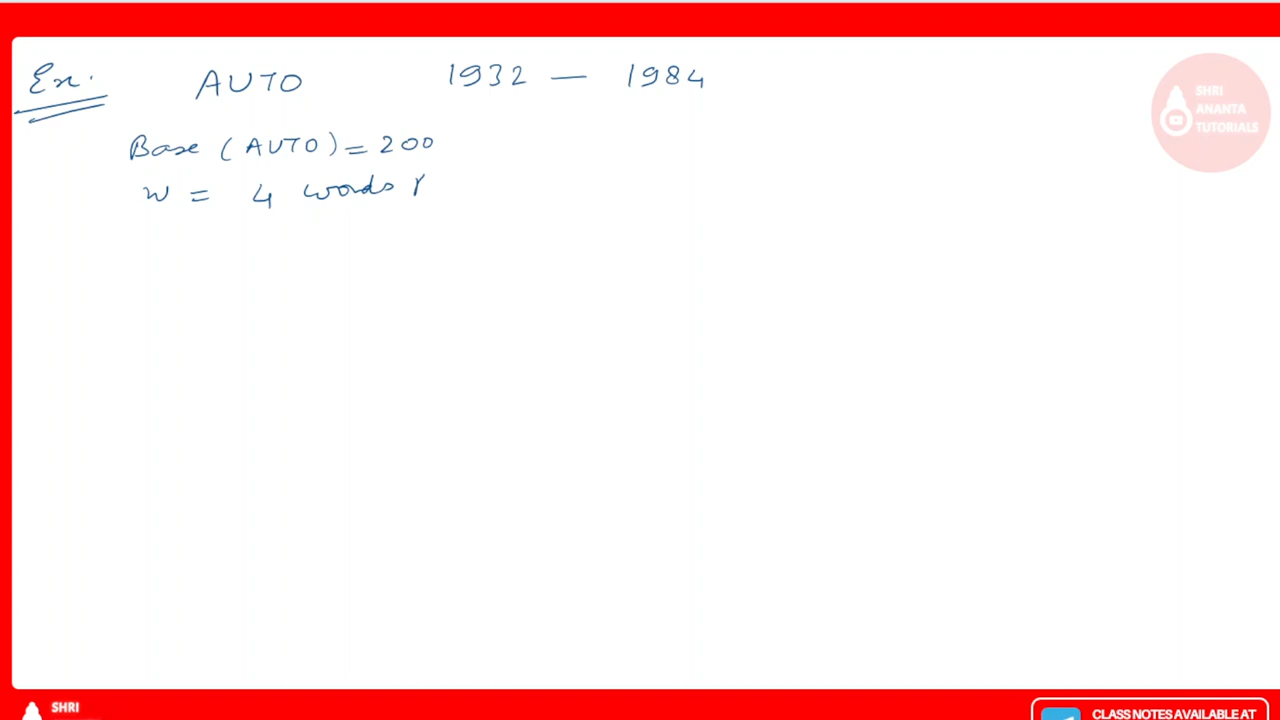 Ex. AUTO 1932 — 1984
Base (AUTO) = 200
w = 4 words
SHRI
ANANTA
TUTORIALS
SHRI
CLASS NOTES AVAILABLE AT